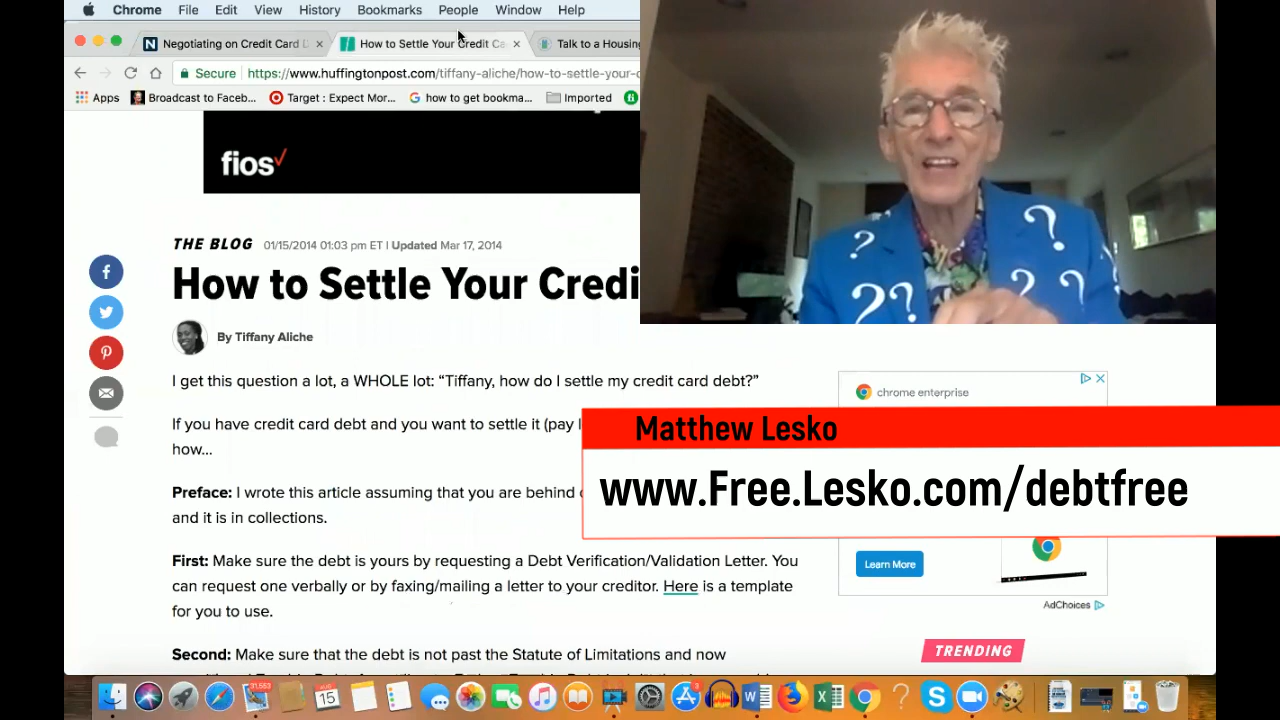 Chrome File Edit View History Bookmarks People Window Help
Negotiating on Credit Card D × How to Settle Your Credit Ca × Talk to a Housing
Secure https://www.huffingtonpost.com/tiffany-aliche/how-to-settle-your-c
Apps Broadcast to Faceb... Target : Expect Mor... how to get bookma... Imported
fios
THE BLOG 01/15/2014 01:03 pm ET | Updated Mar 17, 2014
How to Settle Your Credi
By Tiffany Aliche
I get this question a lot, a WHOLE lot: “Tiffany, how do I settle my credit card debt?”
chrome enterprise
If you have credit card debt and you want to settle it (pay l
how...
Matthew Lesko
www.Free.Lesko.com/debtfree
Preface: I wrote this article assuming that you are behind
and it is in collections.
First: Make sure the debt is yours by requesting a Debt Verification/Validation Letter. You
can request one verbally or by faxing/mailing a letter to your creditor. Here is a template
for you to use.
Learn More
AdChoices
TRENDING
Second: Make sure that the debt is not past the Statute of Limitations and now
31,563
AUG
15
3
? ? ? ? ?